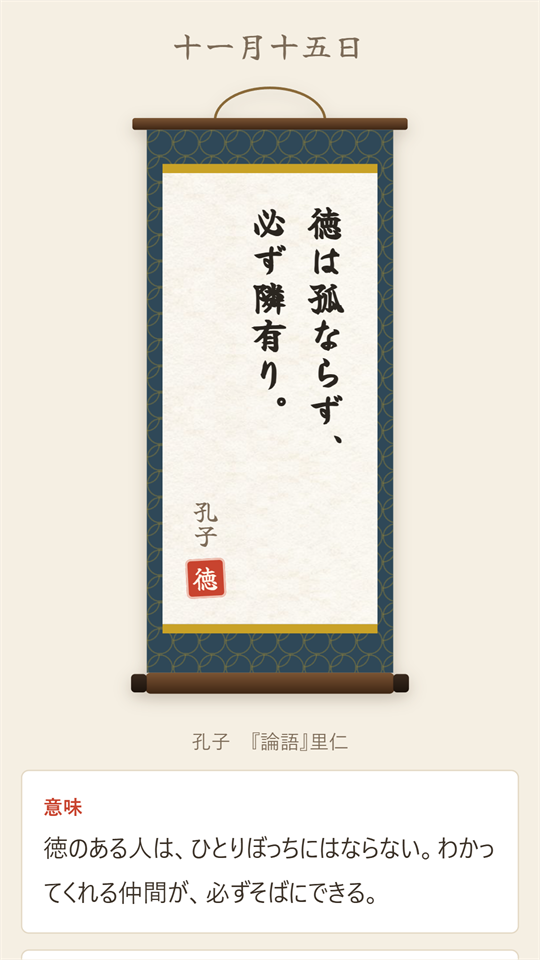 十一月十五日
徳は孤ならず、
必ず隣有り。
孔子
徳
孔子 『論語』里仁
意味
徳のある人は、ひとりぼっちにはならない。わかっ
てくれる仲間が、必ずそばにできる。